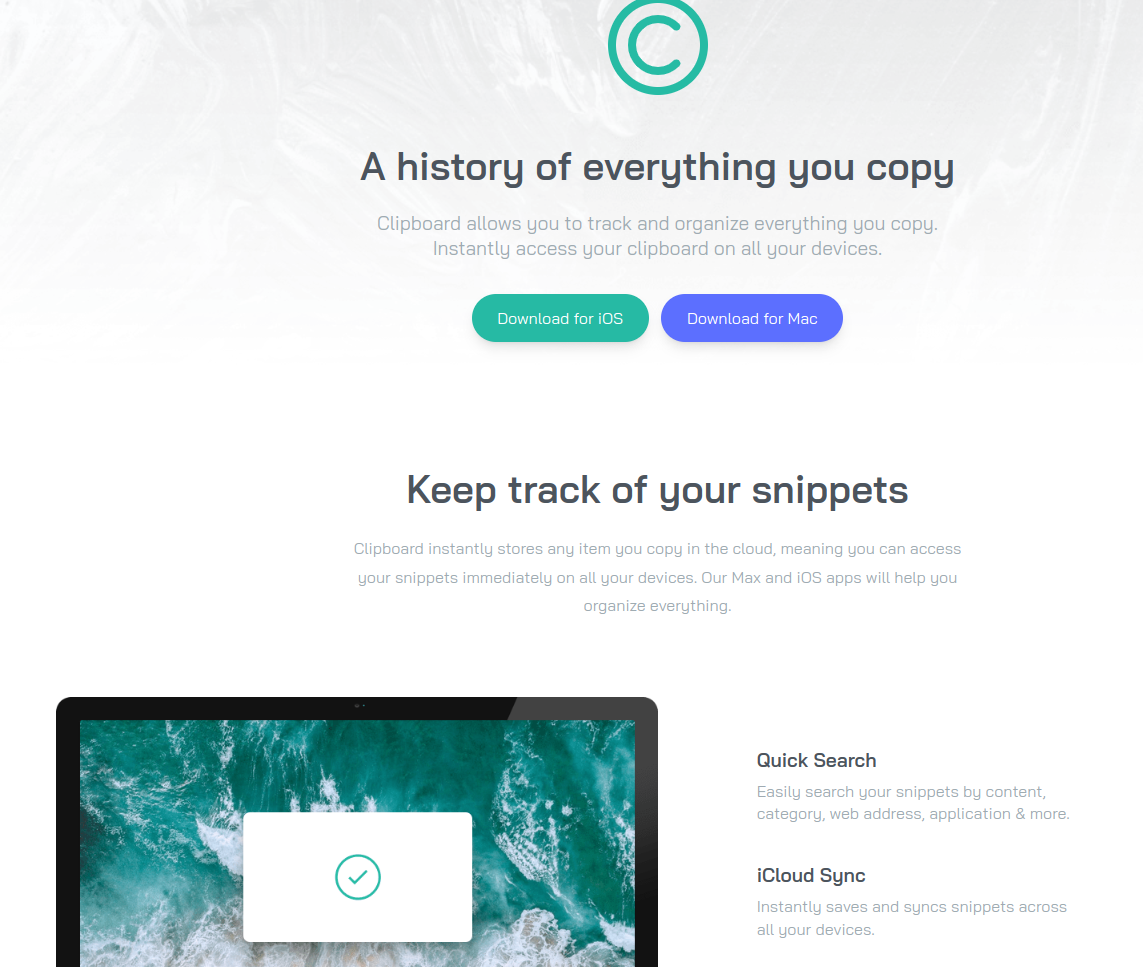 A history of everything you copy
Clipboard allows you to track and organize everything you copy.
Instantly access your clipboard on all your devices.
Download for iOS
Download for Mac
Keep track of your snippets
Clipboard instantly stores any item you copy in the cloud, meaning you can access
your snippets immediately on all your devices. Our Max and iOS apps will help you
organize everything.
Quick Search
Easily search your snippets by content,
category, web address, application & more.
iCloud Sync
Instantly saves and syncs snippets across
all your devices.